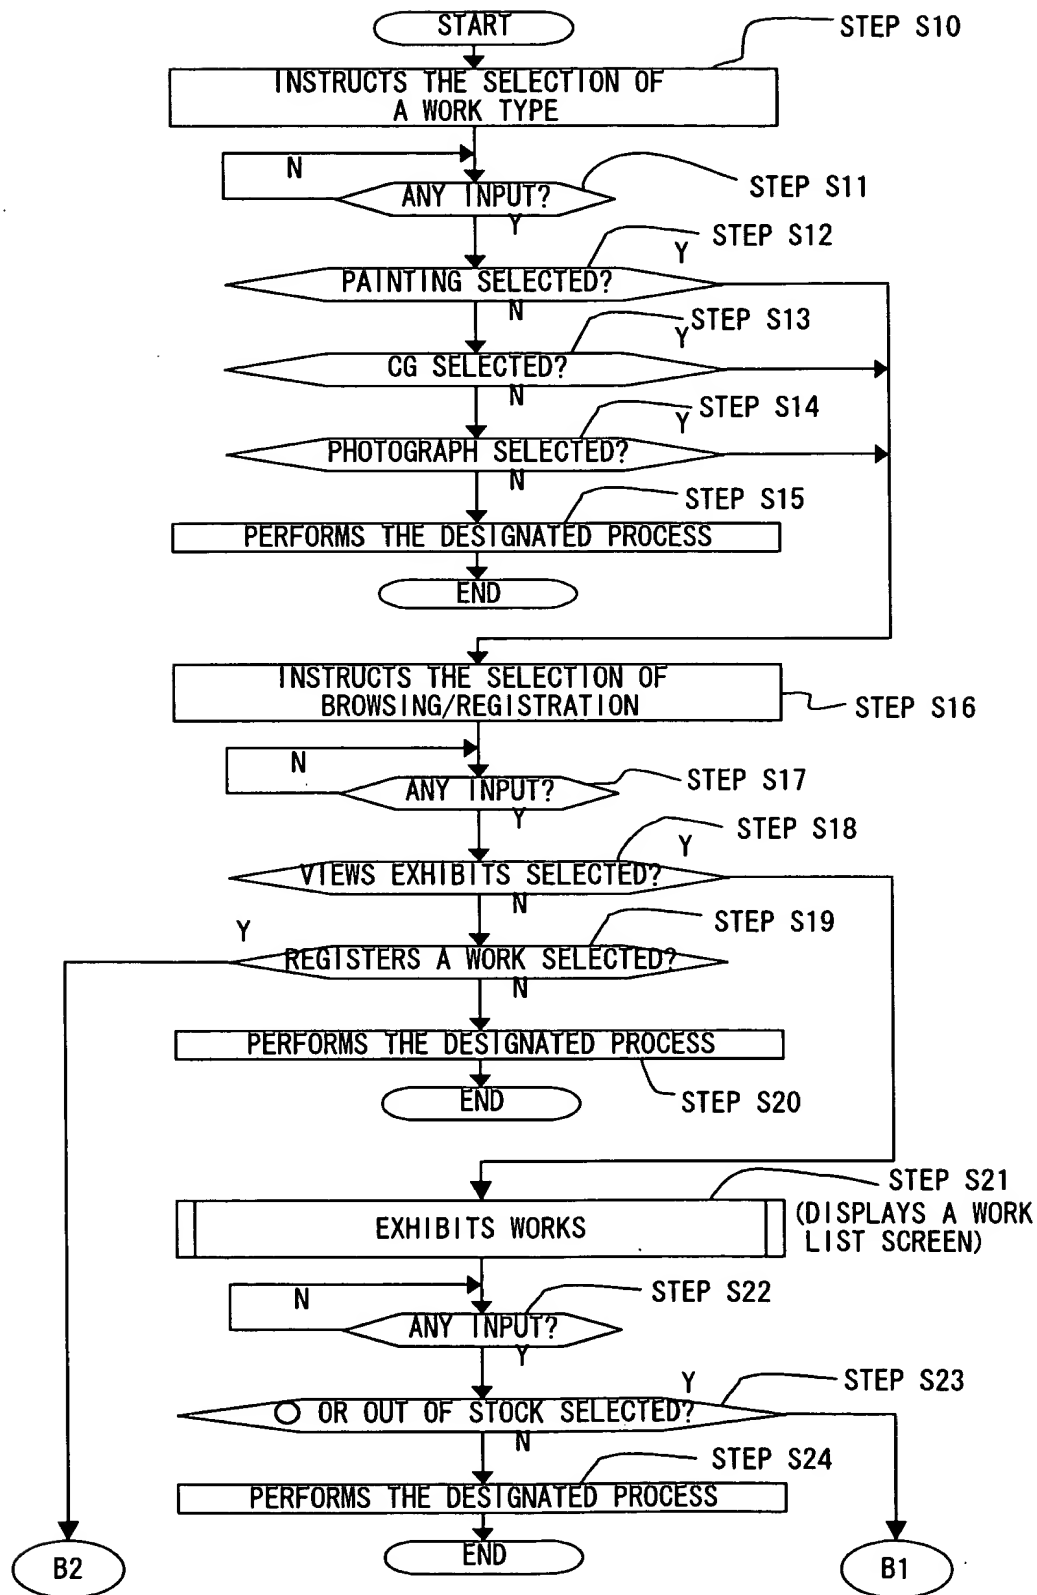 START
STEP S10
INSTRUCTS THE SELECTION OF
A WORK TYPE
N
ANY INPUT?
STEP S11
Y
STEP S12
Y
PAINTING SELECTED?
N
STEP S13
Y
CG SELECTED?
N
STEP S14
Y
PHOTOGRAPH SELECTED?
N
STEP S15
PERFORMS THE DESIGNATED PROCESS
END
INSTRUCTS THE SELECTION OF
BROWSING/REGISTRATION
STEP S16
N
ANY INPUT?
STEP S17
Y
STEP S18
Y
VIEWS EXHIBITS SELECTED?
N
STEP S19
Y
REGISTERS A WORK SELECTED?
N
PERFORMS THE DESIGNATED PROCESS
END
STEP S20
STEP S21
(DISPLAYS A WORK
LIST SCREEN)
EXHIBITS WORKS
N
ANY INPUT?
STEP S22
Y
Y
STEP S23
○ OR OUT OF STOCK SELECTED?
N
STEP S24
PERFORMS THE DESIGNATED PROCESS
END
B2
B1